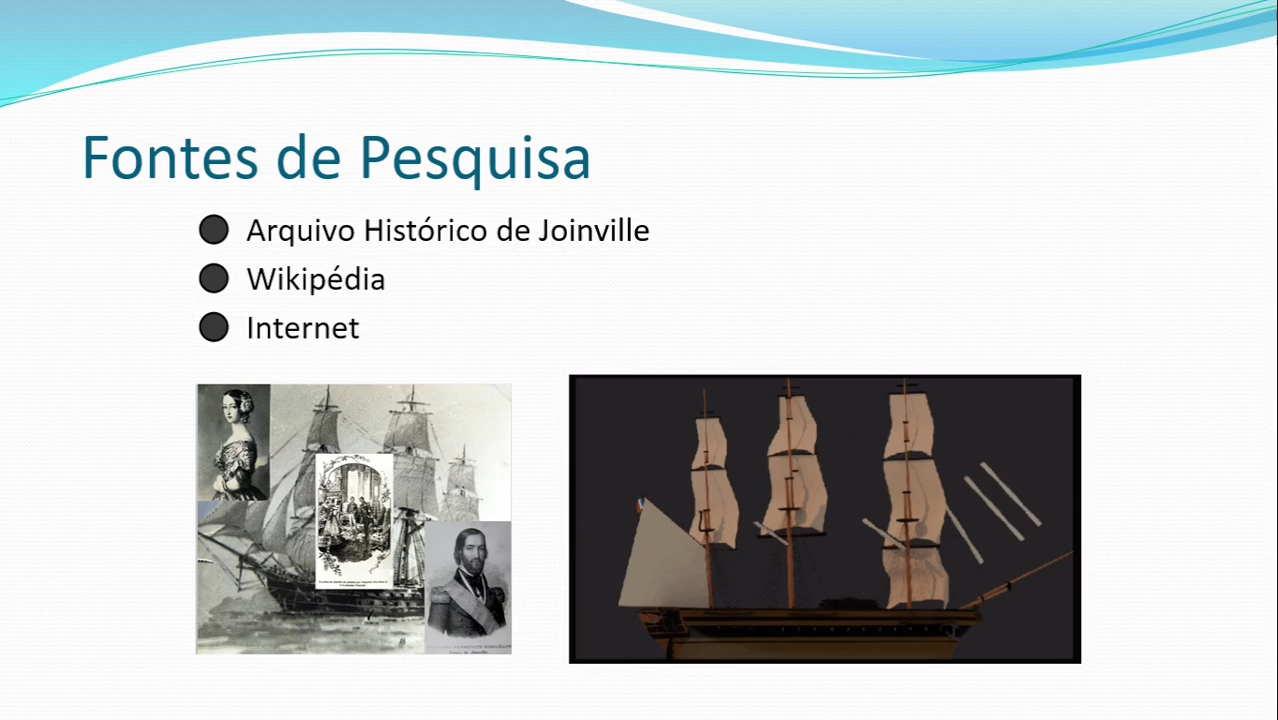 Fontes de Pesquisa
Arquivo Histórico de Joinville
Wikipédia
Internet